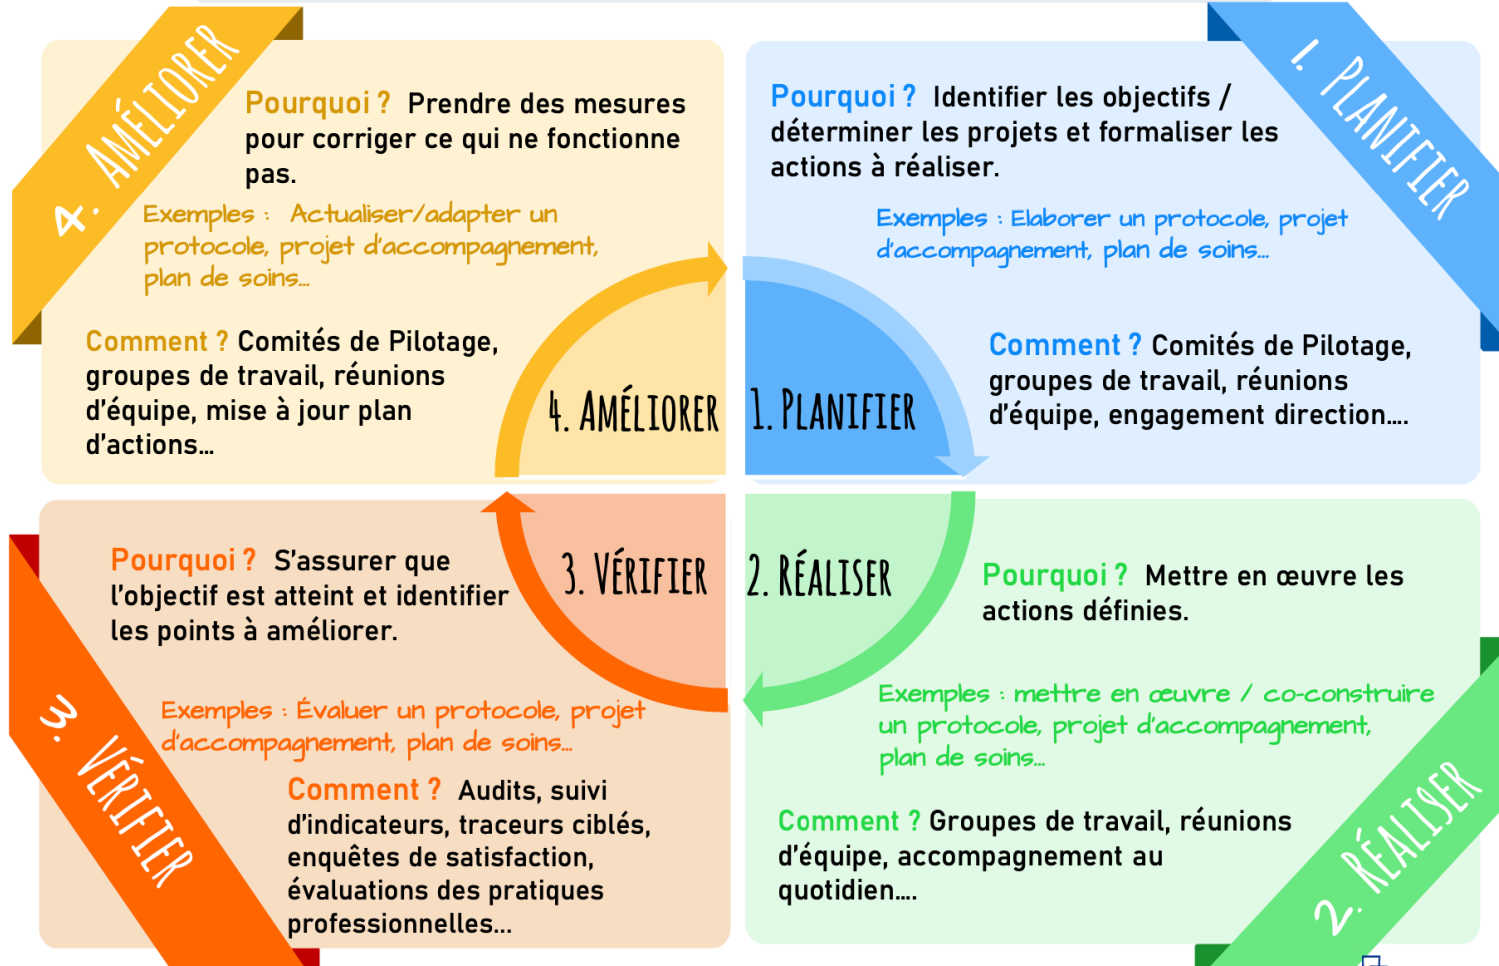 4. AMÉLIORER
Pourquoi ? Prendre des mesures
pour corriger ce qui ne fonctionne
pas.
Exemples : Actualiser/adapter un
protocole, projet d'accompagnement,
plan de soins...
Comment ? Comités de Pilotage,
groupes de travail, réunions
d'équipe, mise à jour plan
d'actions...
4. AMÉLIORER
1. PLANIFIER
Pourquoi ? Identifier les objectifs /
déterminer les projets et formaliser les
actions à réaliser.
Exemples : Elaborer un protocole, projet
d'accompagnement, plan de soins...
Comment ? Comités de Pilotage,
groupes de travail, réunions
d'équipe, engagement direction....
1. PLANIFIER
3. VÉRIFIER
Pourquoi ? S'assurer que
l'objectif est atteint et identifier
les points à améliorer.
Exemples : Évaluer un protocole, projet
d'accompagnement, plan de soins...
Comment ? Audits, suivi
d'indicateurs, traceurs ciblés,
enquêtes de satisfaction,
évaluations des pratiques
professionnelles...
3. VÉRIFIER
2. RÉALISER
Pourquoi ? Mettre en œuvre les
actions définies.
Exemples : mettre en œuvre / co-construire
un protocole, projet d'accompagnement,
plan de soins...
Comment ? Groupes de travail, réunions
d'équipe, accompagnement au
quotidien....
2. RÉALISER